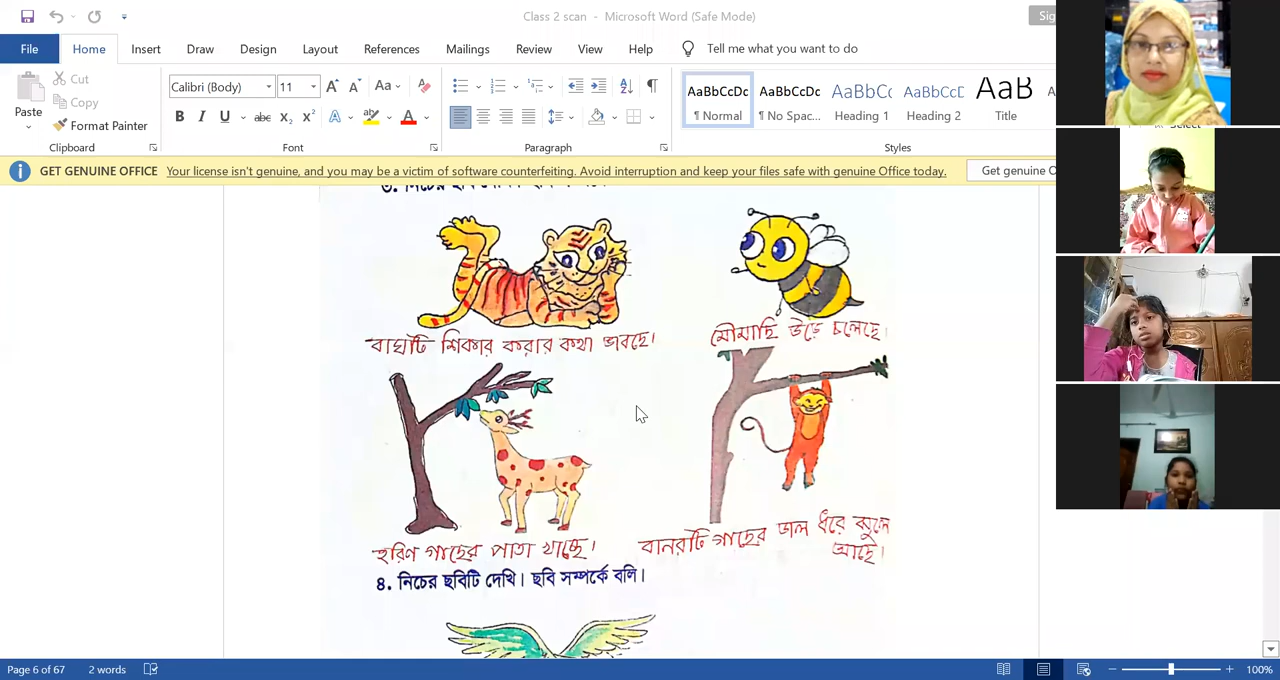 Class 2 scan - Microsoft Word (Safe Mode)
File Home Insert Draw Design Layout References Mailings Review View Help Tell me what you want to do
Cut
Copy
Paste
Format Painter
Clipboard
Calibri (Body) 11
Font
Paragraph
AaBbCcDc AaBbCcDc AaBbCc AaBbCcD AaB
¶ Normal ¶ No Spac... Heading 1 Heading 2 Title
Styles
Select
GET GENUINE OFFICE Your license isn't genuine, and you may be a victim of software counterfeiting. Avoid interruption and keep your files safe with genuine Office today. Get genuine
বাঘটি শিকার করার কথা ভাবছে।
মৌমাছি উড়ে চলেছে।
হরিণ গাছের পাতা খাচ্ছে।
বানরটি গাছের ডাল ধরে ঝুলে
আছে।
৪. নিচের ছবিটি দেখি। ছবি সম্পর্কে বলি।
Page 6 of 67 2 words 100%